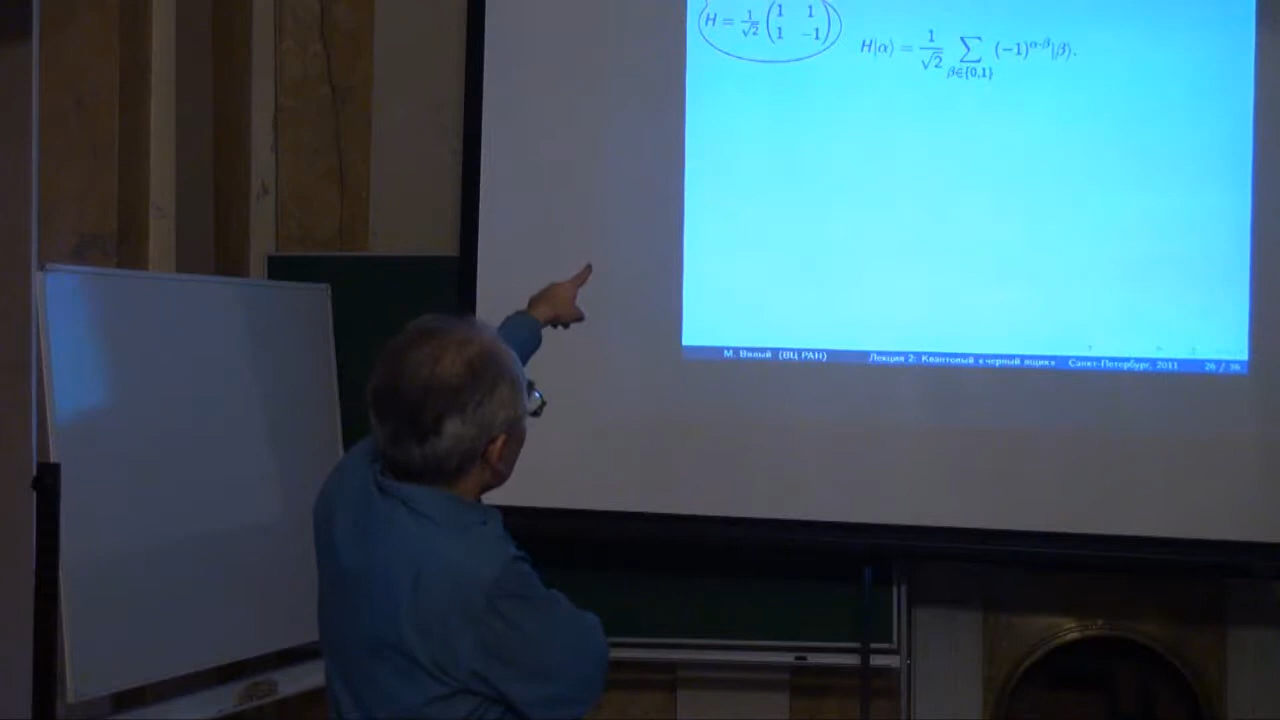 H = 1/√2 ( 1 1 ; 1 −1 )
H|α⟩ = 1/√2 ∑_{β∈{0,1}} (−1)^{α·β}|β⟩.
М. Вялый (ВЦ РАН) Лекция 2: Квантовый «черный ящик» Санкт-Петербург, 2011 26 / 36